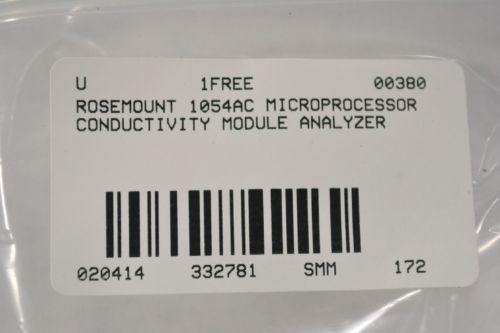 U 1FREE 00380
ROSEMOUNT 1054AC MICROPROCESSOR
CONDUCTIVITY MODULE ANALYZER
020414 332781 SMM 172